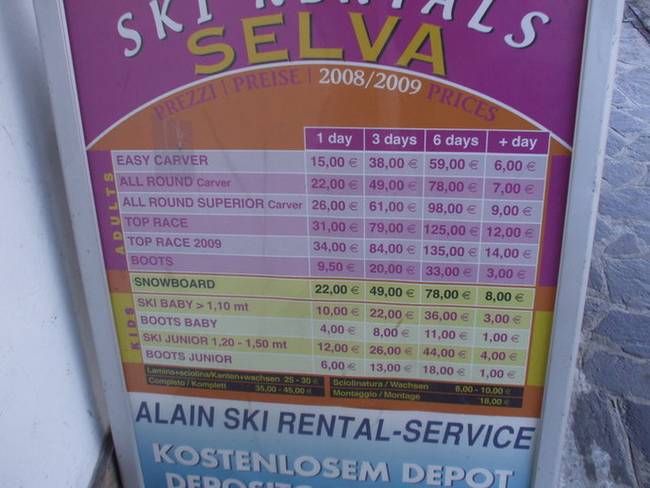 SKI RENTALS
SELVA
PREZZI | PREISE | 2008/2009 PRICES
1 day 3 days 6 days + day
ADULTS
EASY CARVER 15,00 € 38,00 € 59,00 € 6,00 €
ALL ROUND Carver 22,00 € 49,00 € 78,00 € 7,00 €
ALL ROUND SUPERIOR Carver 26,00 € 61,00 € 98,00 € 9,00 €
TOP RACE 31,00 € 79,00 € 125,00 € 12,00 €
TOP RACE 2009 34,00 € 84,00 € 135,00 € 14,00 €
BOOTS 9,50 € 20,00 € 33,00 € 3,00 €
SNOWBOARD 22,00 € 49,00 € 78,00 € 8,00 €
KIDS
SKI BABY > 1,10 mt 10,00 € 22,00 € 36,00 € 3,00 €
BOOTS BABY 4,00 € 8,00 € 11,00 € 1,00 €
SKI JUNIOR 1,20 - 1,50 mt 12,00 € 26,00 € 44,00 € 4,00 €
BOOTS JUNIOR 6,00 € 13,00 € 18,00 € 1,00 €
Lamina+sciolina/Kanten+wachsen 25 - 30 € Sciolinatura / Wachsen 8,00 - 10,00 €
Completo / Komplett 35,00 - 45,00 € Montaggio / Montage 18,00 €
ALAIN SKI RENTAL-SERVICE
KOSTENLOSEM DEPOT
DEPOSITO